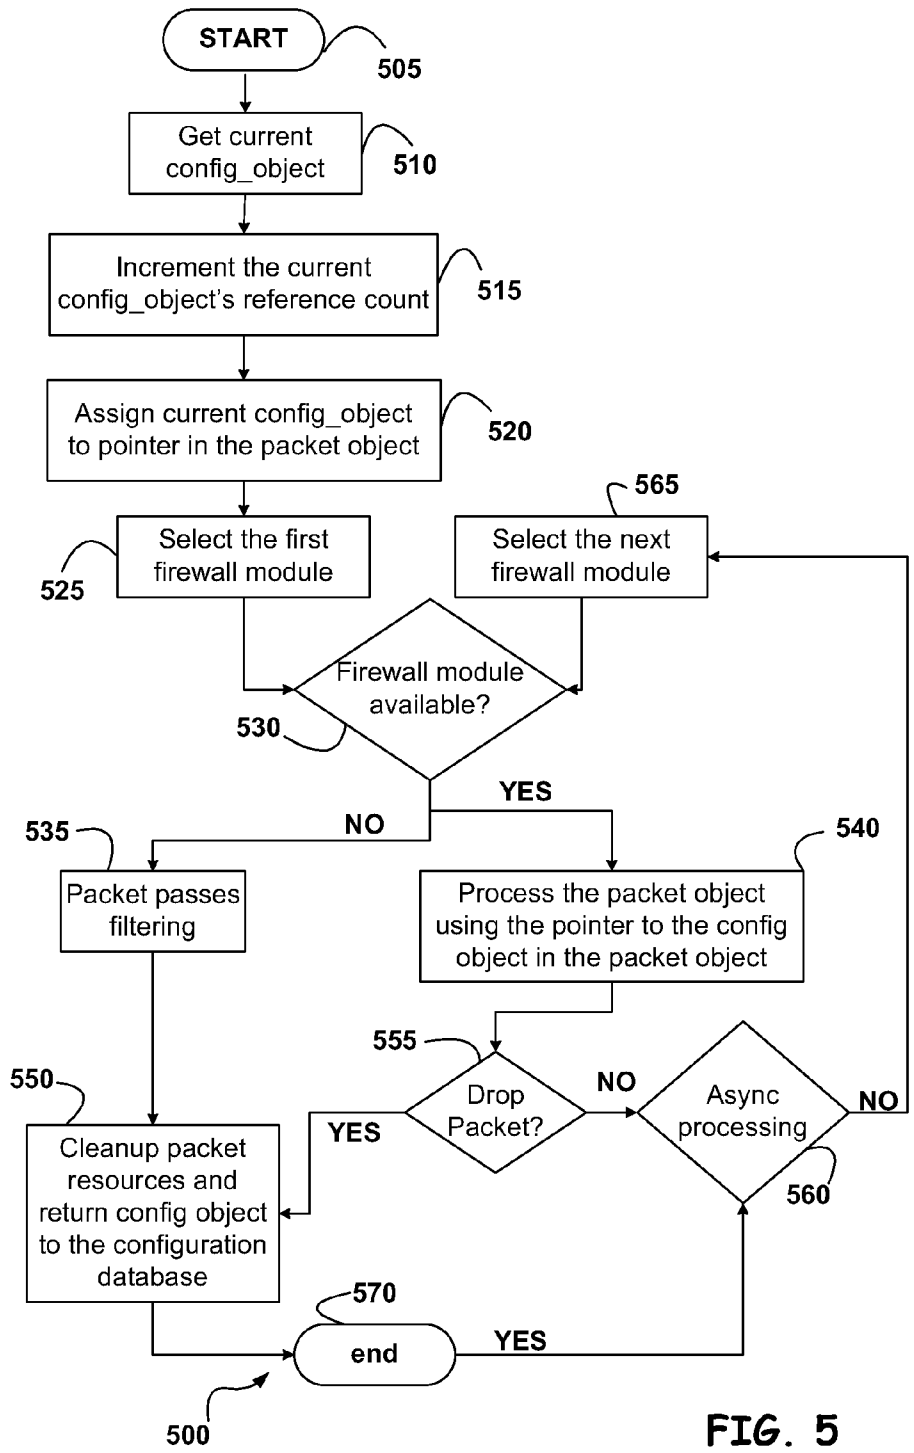 START
505
Get current
config_object
510
Increment the current
config_object's reference count
515
Assign current config_object
to pointer in the packet object
520
565
Select the first
firewall module
525
Select the next
firewall module
Firewall module
available?
530
YES
NO
535
540
Packet passes
filtering
Process the packet object
using the pointer to the config
object in the packet object
555
550
Drop
Packet?
NO
Async
processing
NO
YES
560
Cleanup packet
resources and
return config object
to the configuration
database
570
end
YES
500
FIG. 5